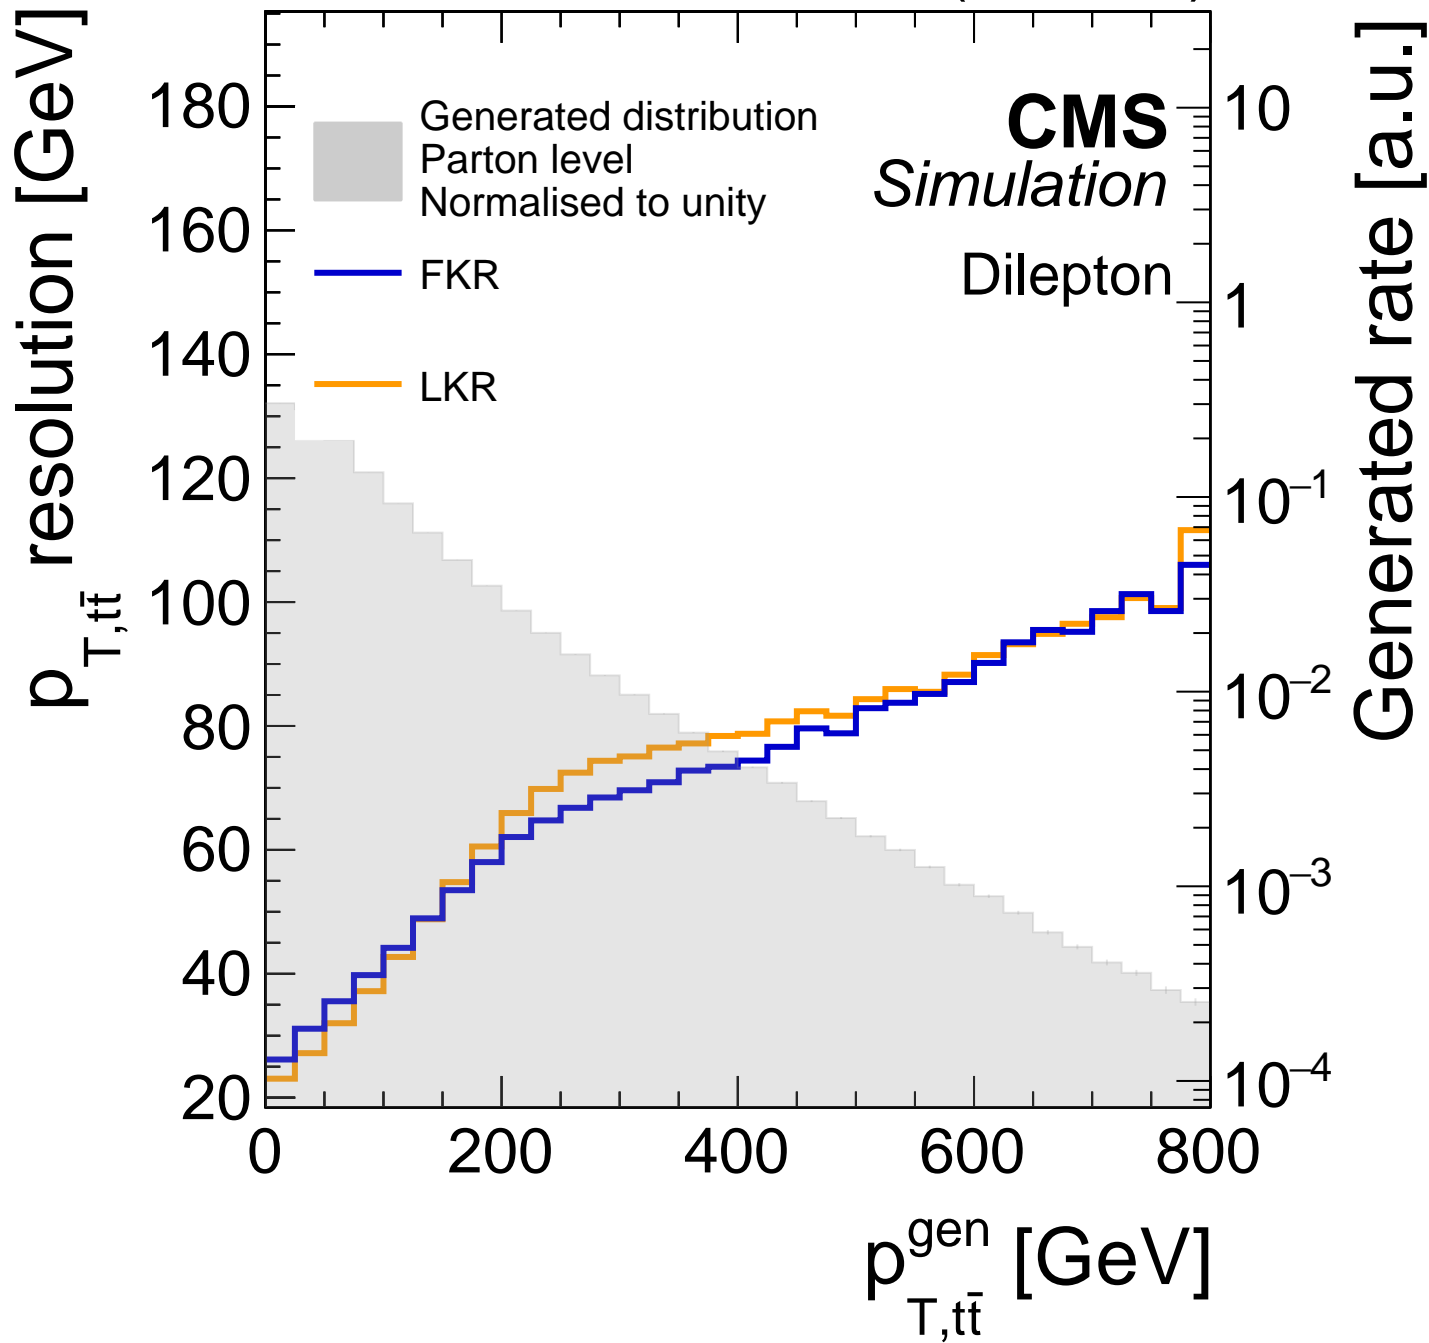 p_T,tt̄ resolution [GeV]
Generated rate [a.u.]
Generated distribution
Parton level
Normalised to unity
FKR
LKR
CMS
Simulation
Dilepton
180
160
140
120
100
80
60
40
20
10
1
10⁻¹
10⁻²
10⁻³
10⁻⁴
0 200 400 600 800
p^gen_T,tt̄ [GeV]